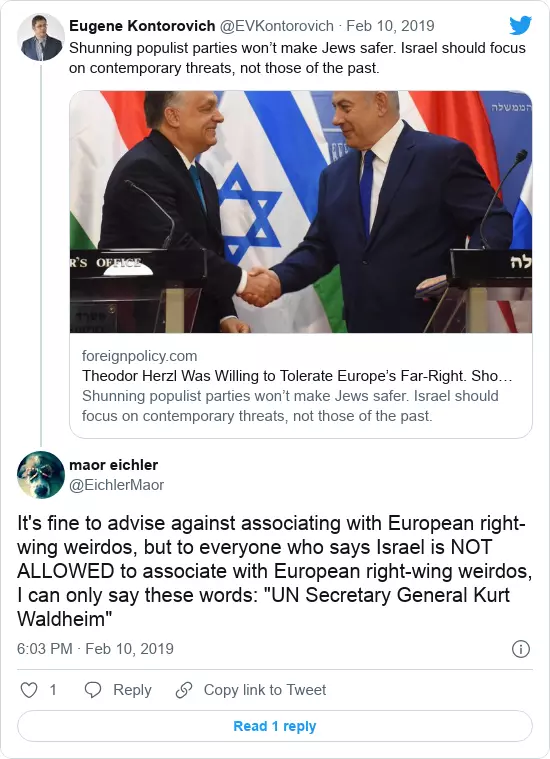 Eugene Kontorovich @EVKontorovich · Feb 10, 2019
Shunning populist parties won’t make Jews safer. Israel should focus
on contemporary threats, not those of the past.
הממשלה
R'S OFFICE
לה
foreignpolicy.com
Theodor Herzl Was Willing to Tolerate Europe’s Far-Right. Sho…
Shunning populist parties won’t make Jews safer. Israel should
focus on contemporary threats, not those of the past.
maor eichler
@EichlerMaor
It's fine to advise against associating with European right-
wing weirdos, but to everyone who says Israel is NOT
ALLOWED to associate with European right-wing weirdos,
I can only say these words: "UN Secretary General Kurt
Waldheim"
6:03 PM · Feb 10, 2019
1 Reply Copy link to Tweet
Read 1 reply